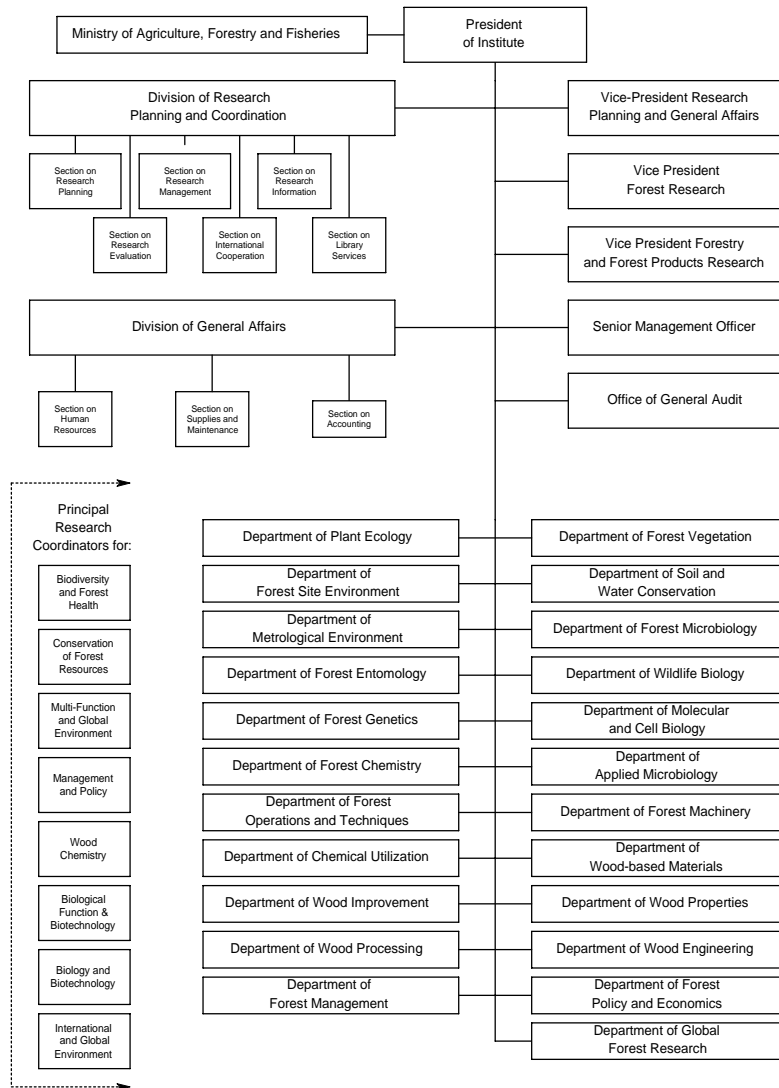 Ministry of Agriculture, Forestry and Fisheries
President
of Institute
Division of Research
Planning and Coordination
Vice-President Research
Planning and General Affairs
Section on
Research
Planning
Section on
Research
Management
Section on
Research
Information
Vice President
Forest Research
Section on
Research
Evaluation
Section on
International
Cooperation
Section on
Library
Services
Vice President Forestry
and Forest Products Research
Division of General Affairs
Senior Management Officer
Section on
Human
Resources
Section on
Supplies and
Maintenance
Section on
Accounting
Office of General Audit
Principal
Research
Coordinators for:
Biodiversity
and Forest
Health
Conservation
of Forest
Resources
Multi-Function
and Global
Environment
Management
and Policy
Wood
Chemistry
Biological
Function &
Biotechnology
Biology and
Biotechnology
International
and Global
Environment
Department of Plant Ecology
Department of Forest Vegetation
Department of
Forest Site Environment
Department of Soil and
Water Conservation
Department of
Metrological Environment
Department of Forest Microbiology
Department of Forest Entomology
Department of Wildlife Biology
Department of Forest Genetics
Department of Molecular
and Cell Biology
Department of Forest Chemistry
Department of
Applied Microbiology
Department of Forest
Operations and Techniques
Department of Forest Machinery
Department of Chemical Utilization
Department of
Wood-based Materials
Department of Wood Improvement
Department of Wood Properties
Department of Wood Processing
Department of Wood Engineering
Department of
Forest Management
Department of Forest
Policy and Economics
Department of Global
Forest Research